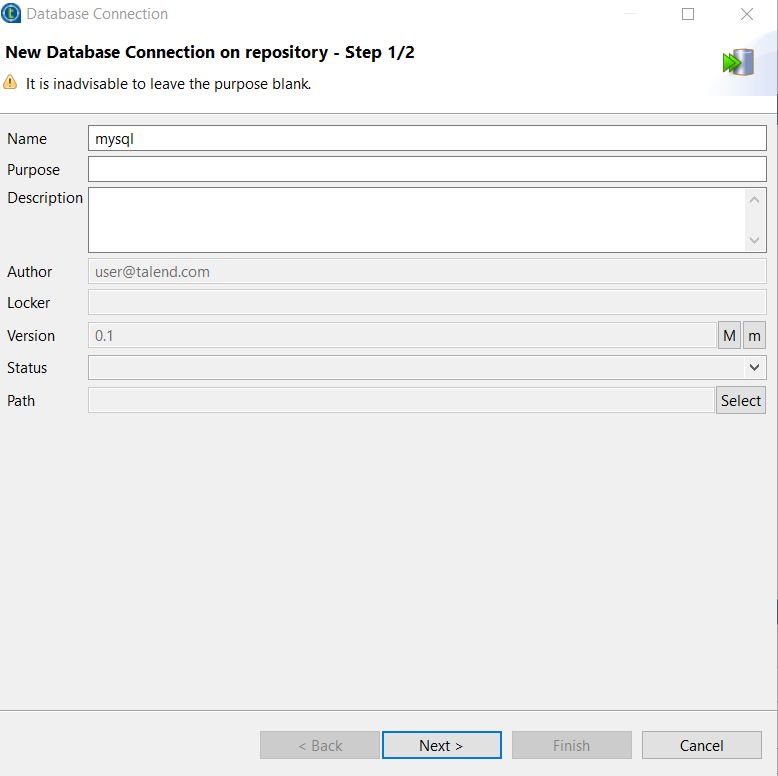 Database Connection
New Database Connection on repository - Step 1/2
It is inadvisable to leave the purpose blank.
Name mysql
Purpose
Description
Author user@talend.com
Locker
Version 0.1 M m
Status
Path Select
< Back Next > Finish Cancel